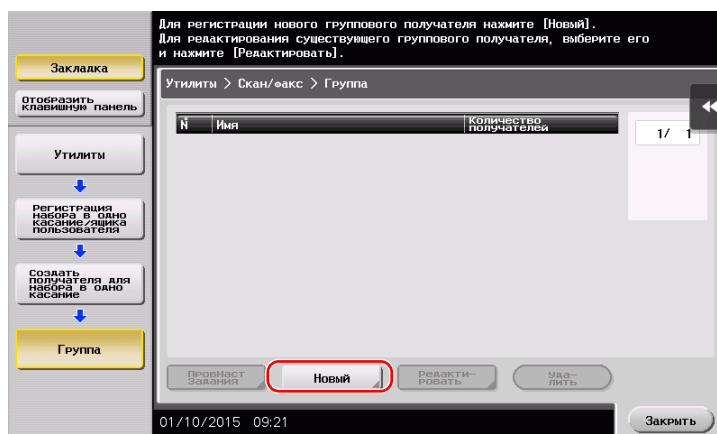 Для регистрации нового группового получателя нажмите [Новый].
Для редактирования существующего группового получателя, выберите его
и нажмите [Редактировать].
Закладка
Отобразить
клавишную панель
Утилиты
Регистрация
набора в одно
касание/ящика
пользователя
Создать
получателя для
набора в одно
касание
Группа
Утилиты > Скан/факс > Группа
№ Имя
Количество
получателей
1/ 1
ПровНаст
Задания
Новый
Редакти-
ровать
Уда-
лить
01/10/2015 09:21
Закрыть